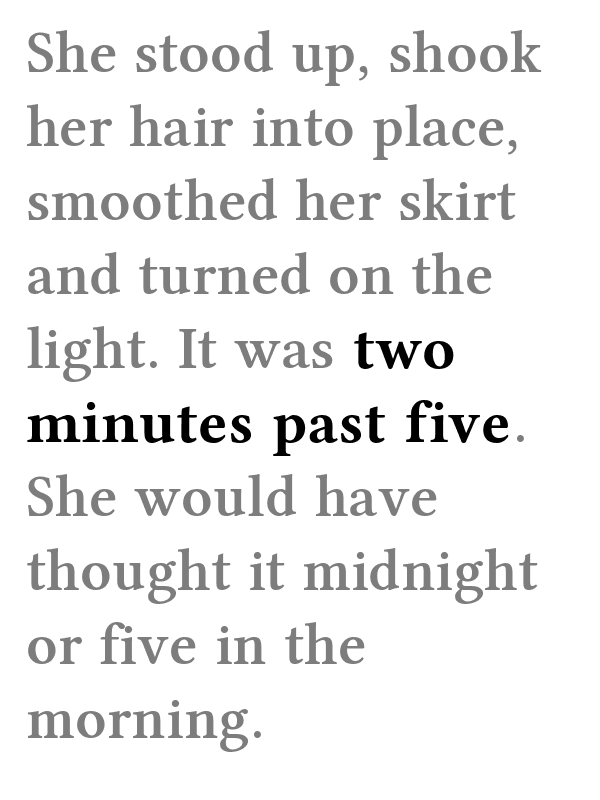 She stood up, shook
her hair into place,
smoothed her skirt
and turned on the
light. It was two
minutes past five.
She would have
thought it midnight
or five in the
morning.